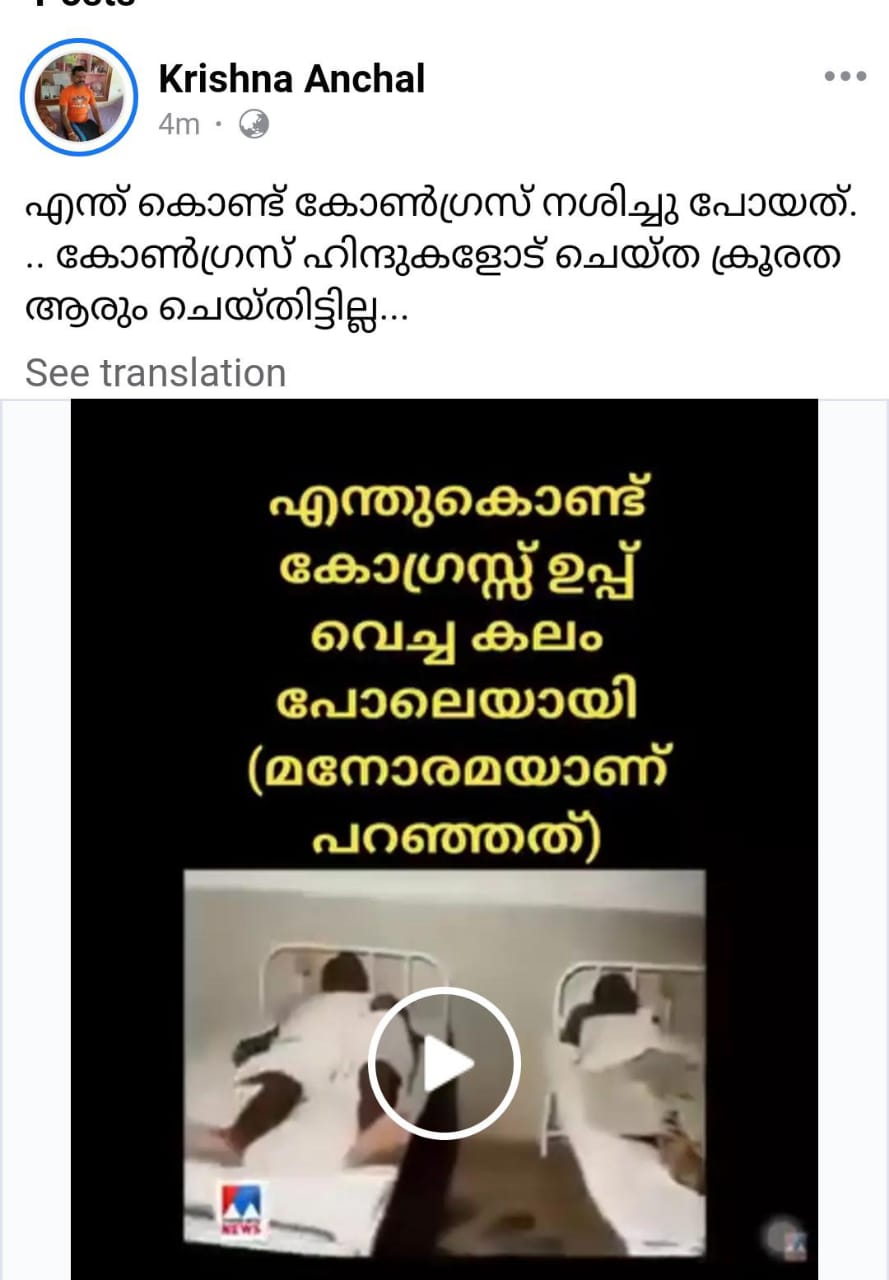 Krishna Anchal
4m ·
എന്ത് കൊണ്ട് കോൺഗ്രസ് നശിച്ചു പോയത്.
.. കോൺഗ്രസ് ഹിന്ദുകളോട് ചെയ്ത ക്രൂരത
ആരും ചെയ്തിട്ടില്ല...
See translation
എന്തുകൊണ്ട്
കോഗ്രസ്സ് ഉപ്പ്
വെച്ച കലം
പോലെയായി
(മനോരമയാണ്
പറഞ്ഞത്)
NEWS